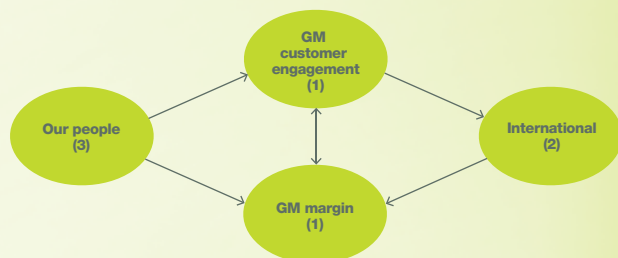 GM
customer
engagement
(1)
Our people
(3)
International
(2)
GM margin
(1)